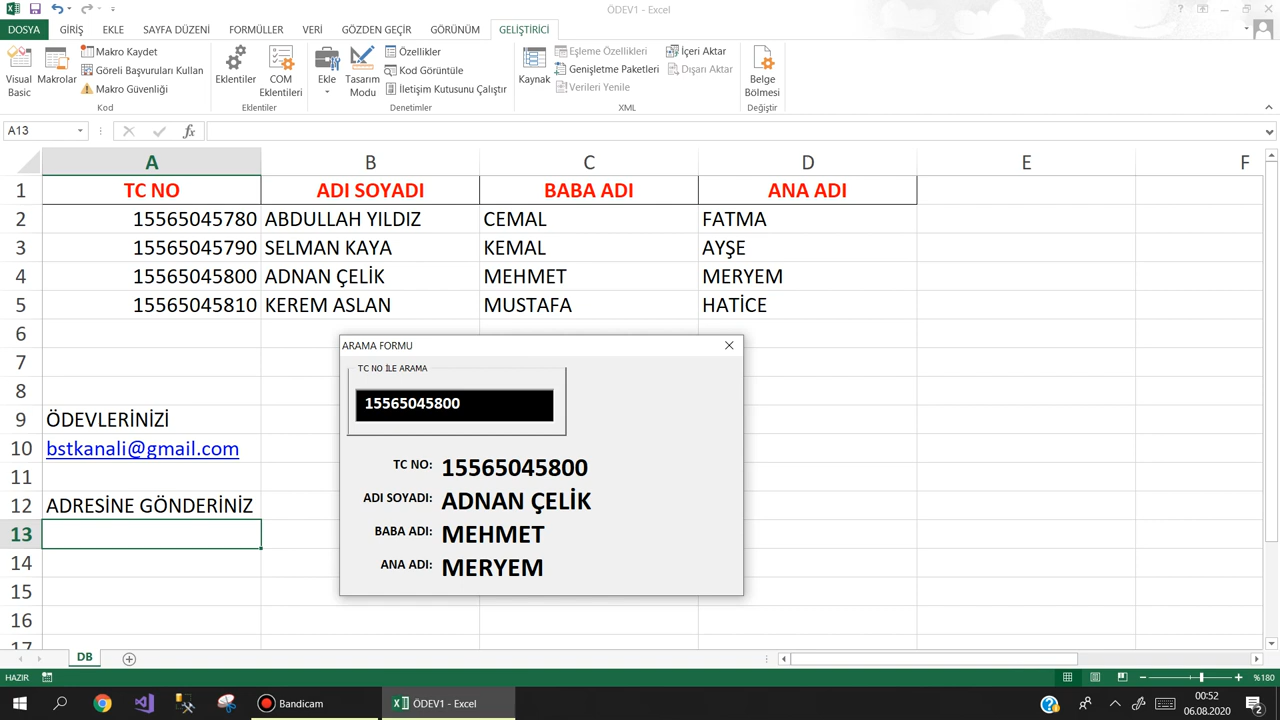 ÖDEV1 - Excel
DOSYA GİRİŞ EKLE SAYFA DÜZENİ FORMÜLLER VERİ GÖZDEN GEÇİR GÖRÜNÜM GELİŞTİRİCİ
Visual Basic
Makrolar
Makro Kaydet
Göreli Başvuruları Kullan
Makro Güvenliği
Kod
Eklentiler
COM Eklentileri
Eklentiler
Ekle
Tasarım Modu
Özellikler
Kod Görüntüle
İletişim Kutusunu Çalıştır
Denetimler
Kaynak
Eşleme Özellikleri
Genişletme Paketleri
Verileri Yenile
İçeri Aktar
Dışarı Aktar
XML
Belge Bölmesi
Değiştir
A13 fx
A B C D E F
1 TC NO ADI SOYADI BABA ADI ANA ADI
2 15565045780 ABDULLAH YILDIZ CEMAL FATMA
3 15565045790 SELMAN KAYA KEMAL AYŞE
4 15565045800 ADNAN ÇELİK MEHMET MERYEM
5 15565045810 KEREM ASLAN MUSTAFA HATİCE
6
7
8
9 ÖDEVLERİNİZİ
10 bstkanali@gmail.com
11
12 ADRESİNE GÖNDERİNİZ
13
14
15
16
17
ARAMA FORMU
TC NO İLE ARAMA
15565045800
TC NO: 15565045800
ADI SOYADI: ADNAN ÇELİK
BABA ADI: MEHMET
ANA ADI: MERYEM
DB
HAZIR
%180
Bandicam
ÖDEV1 - Excel
00:52
06.08.2020
2